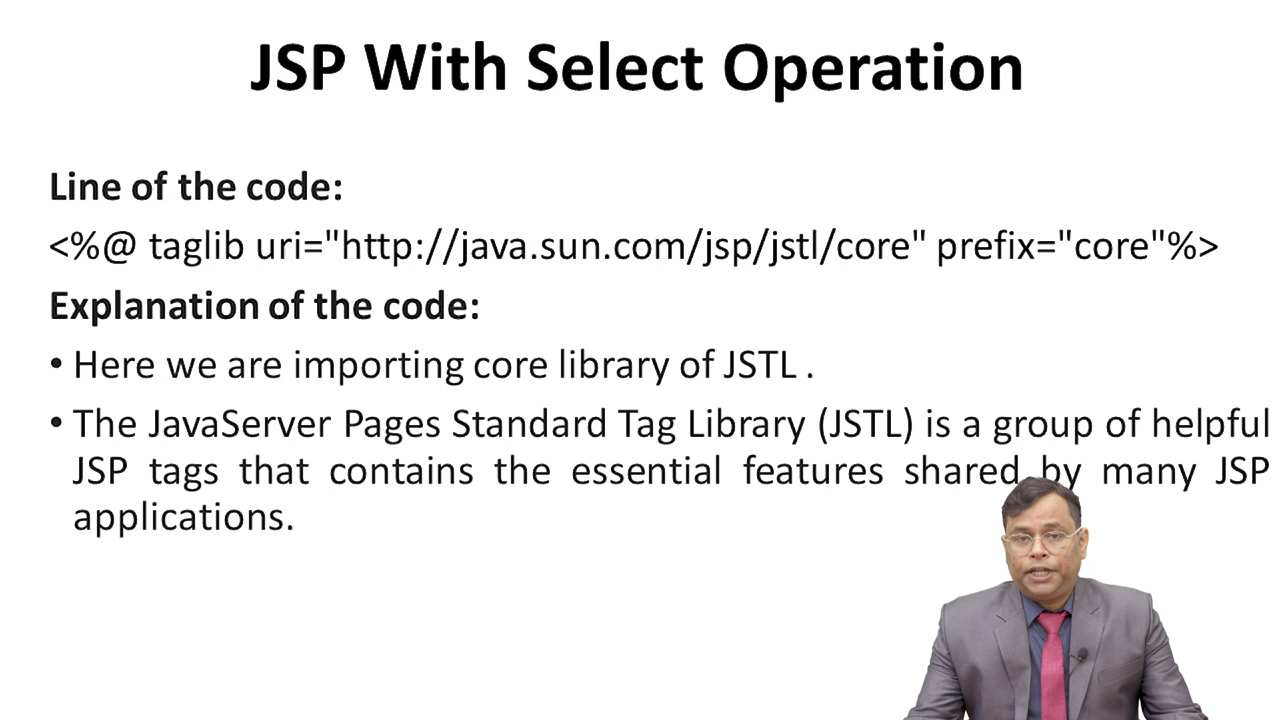 JSP With Select Operation
Line of the code:
<%@ taglib uri="http://java.sun.com/jsp/jstl/core" prefix="core"%>
Explanation of the code:
• Here we are importing core library of JSTL .
• The JavaServer Pages Standard Tag Library (JSTL) is a group of helpful
JSP tags that contains the essential features shared by many JSP
applications.